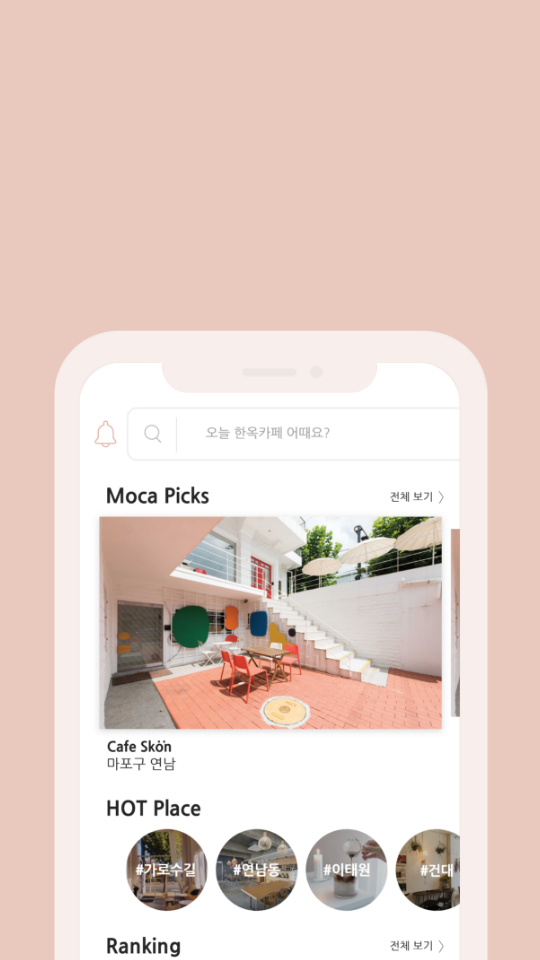 오늘 한옥카페 어때요?
Moca Picks
전체 보기
Cafe Skön
마포구 연남
HOT Place
#가로수길
#연남동
#이태원
#건대
Ranking
전체 보기